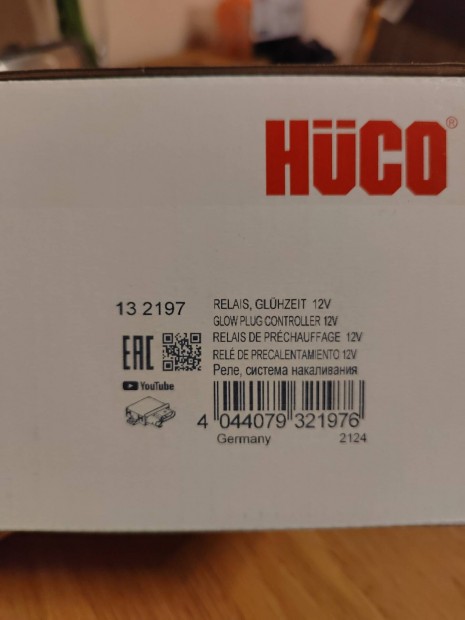 HÜCO®
13 2197
RELAIS, GLÜHZEIT 12V
GLOW PLUG CONTROLLER 12V
RELAIS DE PRÉCHAUFFAGE 12V
RELÉ DE PRECALENTAMIENTO 12V
Реле, система накаливания
EAC
YouTube
4 044079 321976
Germany 2124